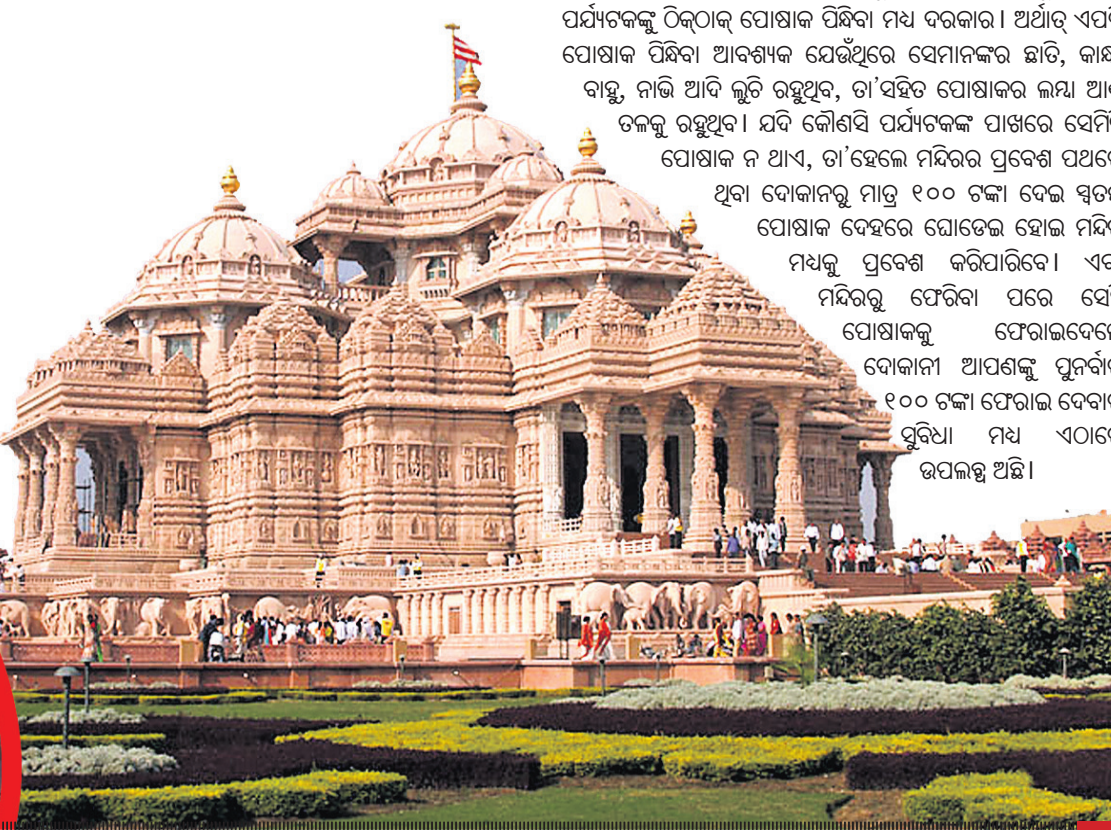 ପର୍ଯ୍ୟଟକଙ୍କୁ ଠିକ୍‌ଠାକ୍ ପୋଷାକ ପିନ୍ଧିବା ମଧ୍ୟ ଦରକାର। ଅର୍ଥାତ୍
ପୋଷାକ ପିନ୍ଧିବା ଆବଶ୍ୟକ ଯେଉଁଥିରେ ସେମାନଙ୍କର ଛାତି,
ବାହୁ, ନାଭି ଆଦି ଲୁଚି ରହୁଥିବ, ତା'ସହିତ ପୋଷାକର ଲମ୍ବା
ତଳକୁ ରହୁଥିବ। ଯଦି କୌଣସି ପର୍ଯ୍ୟଟକଙ୍କ ପାଖରେ
ପୋଷାକ ନ ଥାଏ, ତା'ହେଲେ ମନ୍ଦିରର ପ୍ରବେଶ
ଥିବା ଦୋକାନରୁ ମାତ୍ର ୧୦୦ ଟଙ୍କା ଦେଇ
ପୋଷାକ ଦେହରେ ଘୋଡେଇ ହୋଇ
ମଧ୍ୟକୁ ପ୍ରବେଶ କରିପାରିବେ।
ମନ୍ଦିରରୁ ଫେରିବା ପରେ
ପୋଷାକକୁ
ଦୋକାନୀ ଆପଣଙ୍କୁ
୧୦୦ ଟଙ୍କା ଫେରାଇ
ସୁବିଧା ମଧ୍ୟ
ଉପଲବ୍ଧ ଅଛି।